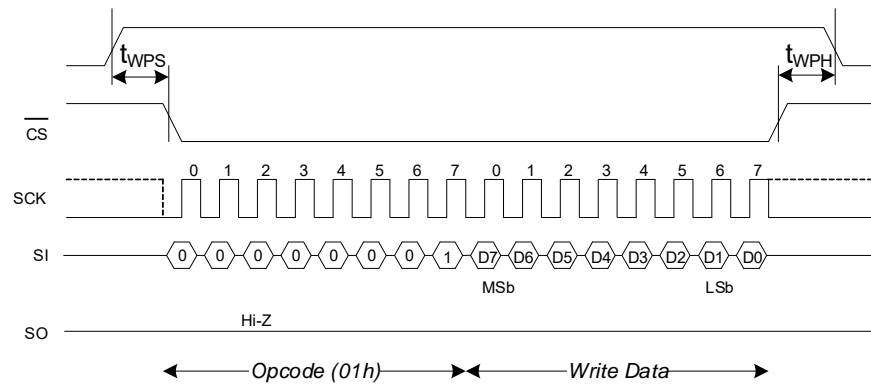 tWPS
tWPH
CS
0 1 2 3 4 5 6 7 0 1 2 3 4 5 6 7
SCK
SI 0 0 0 0 0 0 0 1 D7 D6 D5 D4 D3 D2 D1 D0
MSb LSb
Hi-Z
SO
Opcode (01h) Write Data